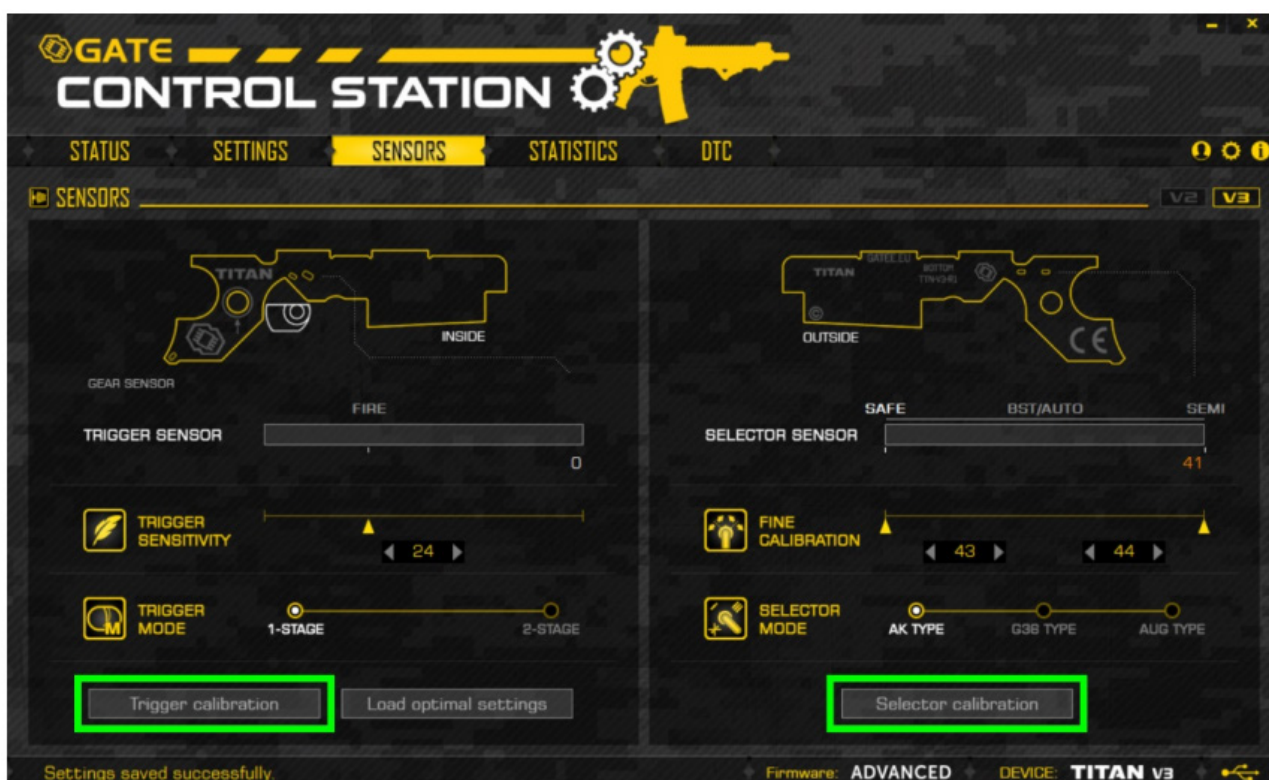 GATE
CONTROL STATION
STATUS SETTINGS SENSORS STATISTICS DTC
SENSORS V2 V3
TITAN
INSIDE
GEAR SENSOR
FIRE
TRIGGER SENSOR
0
TRIGGER SENSITIVITY
24
TRIGGER MODE
M
1-STAGE 2-STAGE
Trigger calibration Load optimal settings
TITAN GATEE.EU BOTTOM
OUTSIDE CE
SAFE BST/AUTO SEMI
SELECTOR SENSOR
41
FINE CALIBRATION
43 44
SELECTOR MODE
AK TYPE G36 TYPE AUG TYPE
Selector calibration
Settings saved successfully. Firmware: ADVANCED DEVICE: TITAN V3